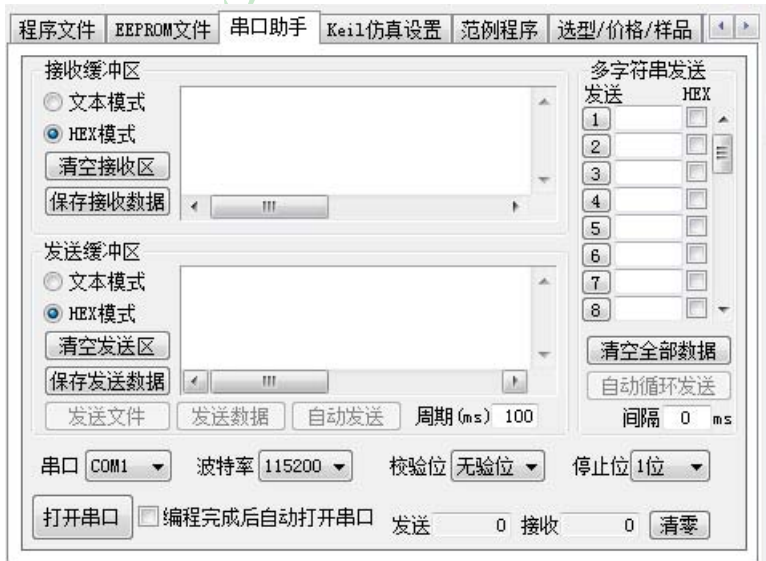 程序文件 EEPROM文件 串口助手 Keil仿真设置 范例程序 选型/价格/样品
接收缓冲区
文本模式
HEX模式
清空接收区
保存接收数据
发送缓冲区
文本模式
HEX模式
清空发送区
保存发送数据
发送文件 发送数据 自动发送 周期(ms) 100
多字符串发送
发送 HEX
1
2
3
4
5
6
7
8
清空全部数据
自动循环发送
间隔 0 ms
串口 COM1 波特率 115200 校验位 无验位 停止位 1位
打开串口 编程完成后自动打开串口 发送 0 接收 0 清零